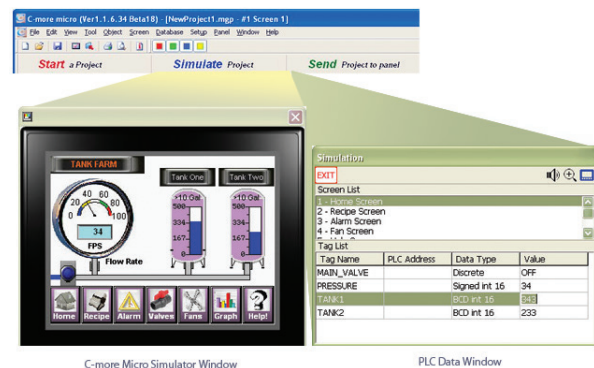 C-more micro (Ver1.1.6.34 Beta18) - [NewProject1.mgp - #1 Screen 1]
File Edit View Tool Object Screen Database Setup Panel Window Help
Start a Project Simulate Project Send Project to panel
TANK FARM
Tank One Tank Two
20 40 60 80 100
0
34
FPS
Flow Rate
×10 Gal ×10 Gal
500 500
334 334
167 167
0 0
Home Recipe Alarm Valves Fans Graph Help!
C-more Micro Simulator Window
Simulation
EXIT
Screen List
1 - Home Screen
2 - Recipe Screen
3 - Alarm Screen
4 - Fan Screen
Tag List
Tag Name PLC Address Data Type Value
MAIN_VALVE Discrete OFF
PRESSURE Signed int 16 34
TANK1 BCD int 16 343
TANK2 BCD int 16 233
PLC Data Window